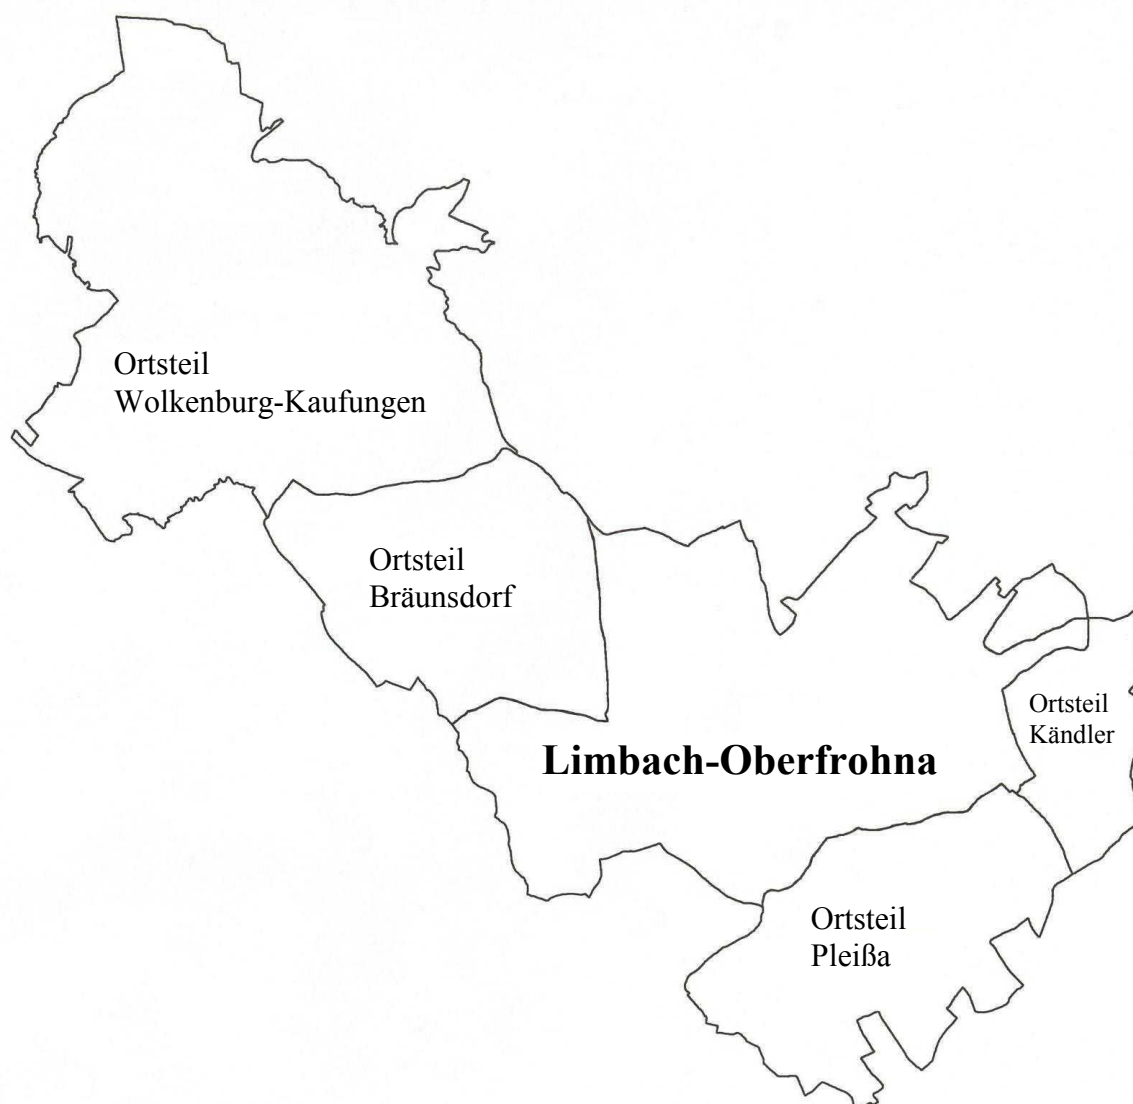 Ortsteil
Wolkenburg-Kaufungen
Ortsteil
Bräunsdorf
Ortsteil
Kändler
Limbach-Oberfrohna
Ortsteil
Pleißa